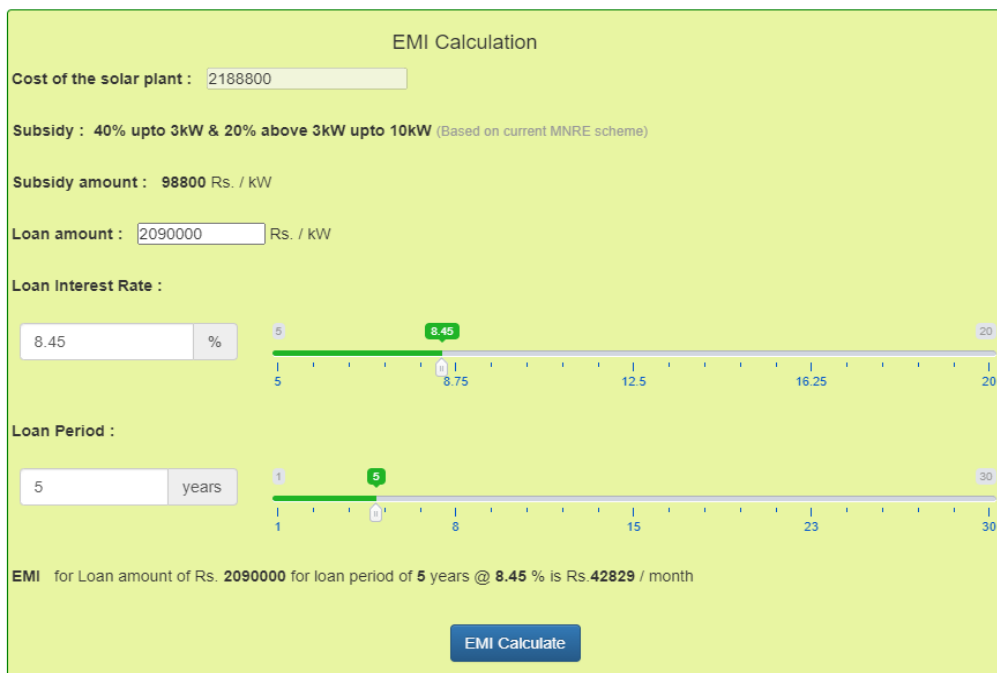 EMI Calculation
Cost of the solar plant : 2188800
Subsidy : 40% upto 3kW & 20% above 3kW upto 10kW (Based on current MNRE scheme)
Subsidy amount : 98800 Rs. / kW
Loan amount : 2090000 Rs. / kW
Loan Interest Rate :
8.45 %
5 8.45 20
5 8.75 12.5 16.25 20
Loan Period :
5 years
1 5 30
1 8 15 23 30
EMI for Loan amount of Rs. 2090000 for loan period of 5 years @ 8.45 % is Rs.42829 / month
EMI Calculate